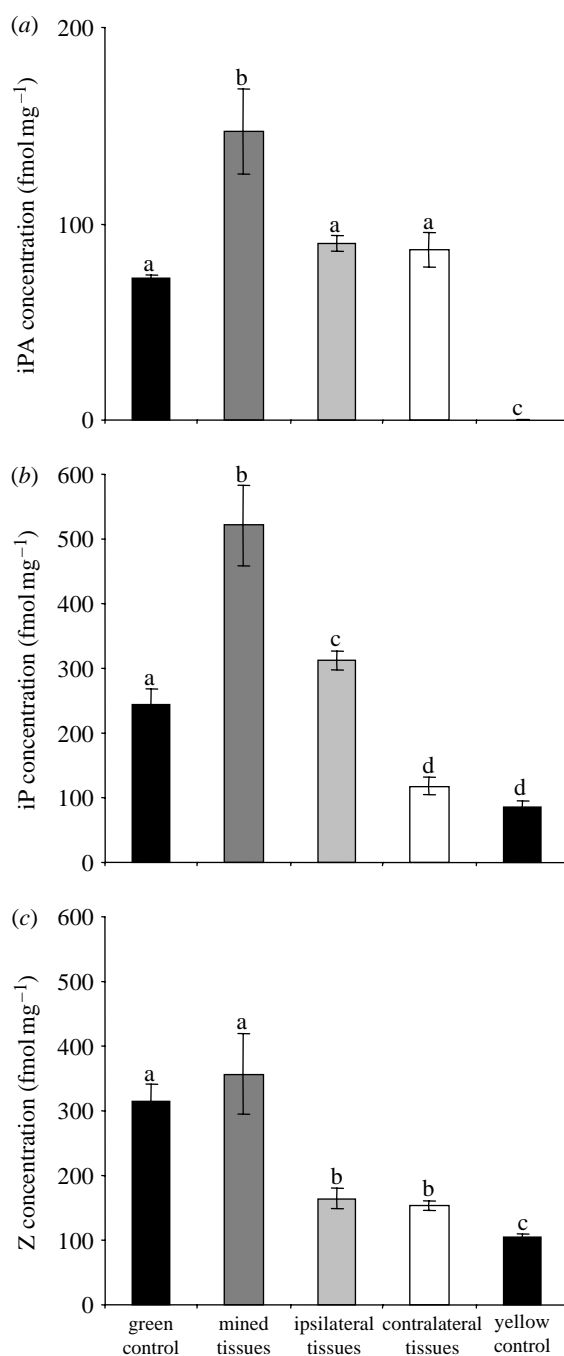 (a)
200
100
0
iPA concentration (fmol mg−1)
a
b
a
a
c
(b)
600
500
400
300
200
100
0
iP concentration (fmol mg−1)
a
b
c
d
d
(c)
600
500
400
300
200
100
0
Z concentration (fmol mg−1)
a
a
b
b
c
green control
mined tissues
ipsilateral tissues
contralateral tissues
yellow control